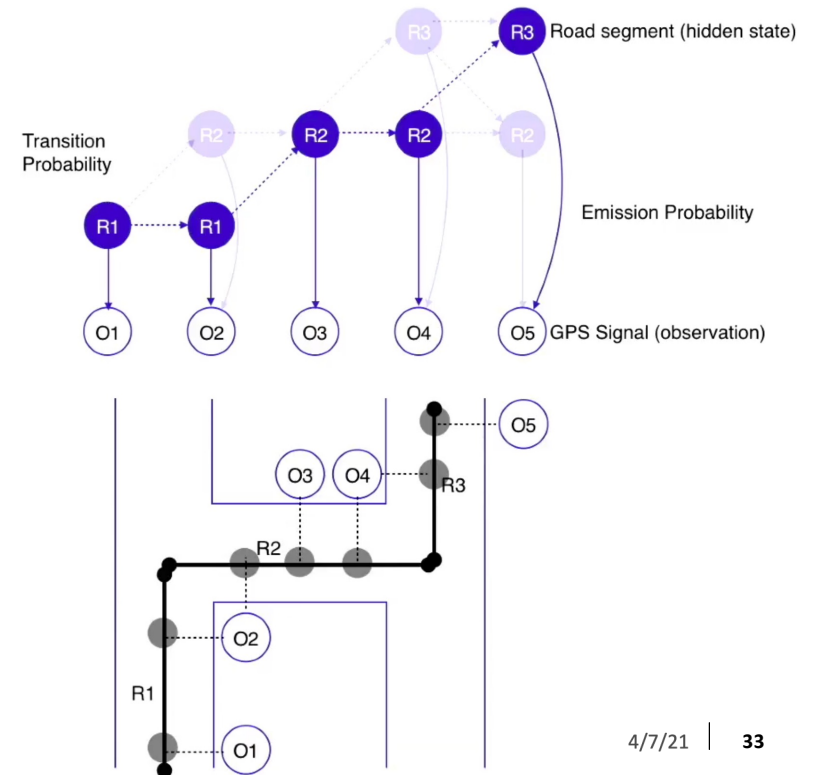 R3
R3
Road segment (hidden state)
Transition
Probability
R2
R2
R2
R2
R1
R1
Emission Probability
O1
O2
O3
O4
O5
GPS Signal (observation)
O5
O3
O4
R3
R2
O2
R1
O1
4/7/21
33